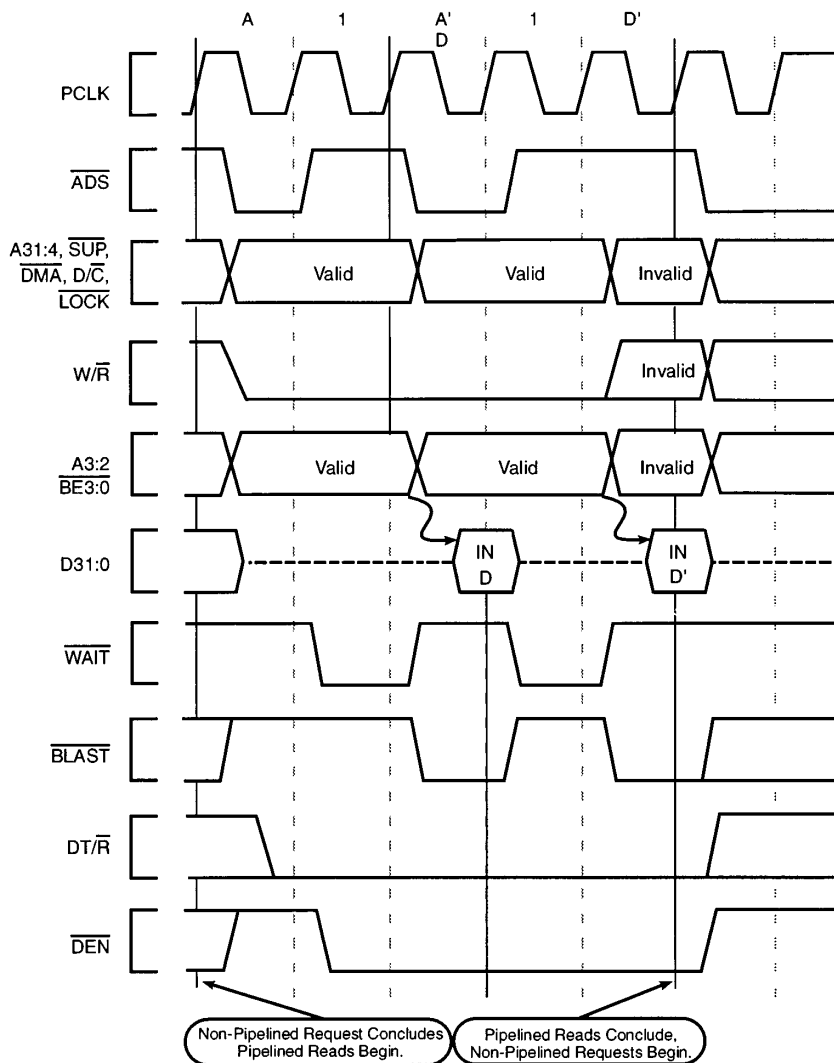 A 1 A' 1 D'
D
PCLK
ADS
A31:4, SUP,
DMA, D/C,
LOCK
Valid Valid Invalid
W/R
Invalid
A3:2
BE3:0
Valid Valid Invalid
D31:0
IN IN
D D'
WAIT
BLAST
DT/R
DEN
Non-Pipelined Request Concludes
Pipelined Reads Begin.
Pipelined Reads Conclude,
Non-Pipelined Requests Begin.